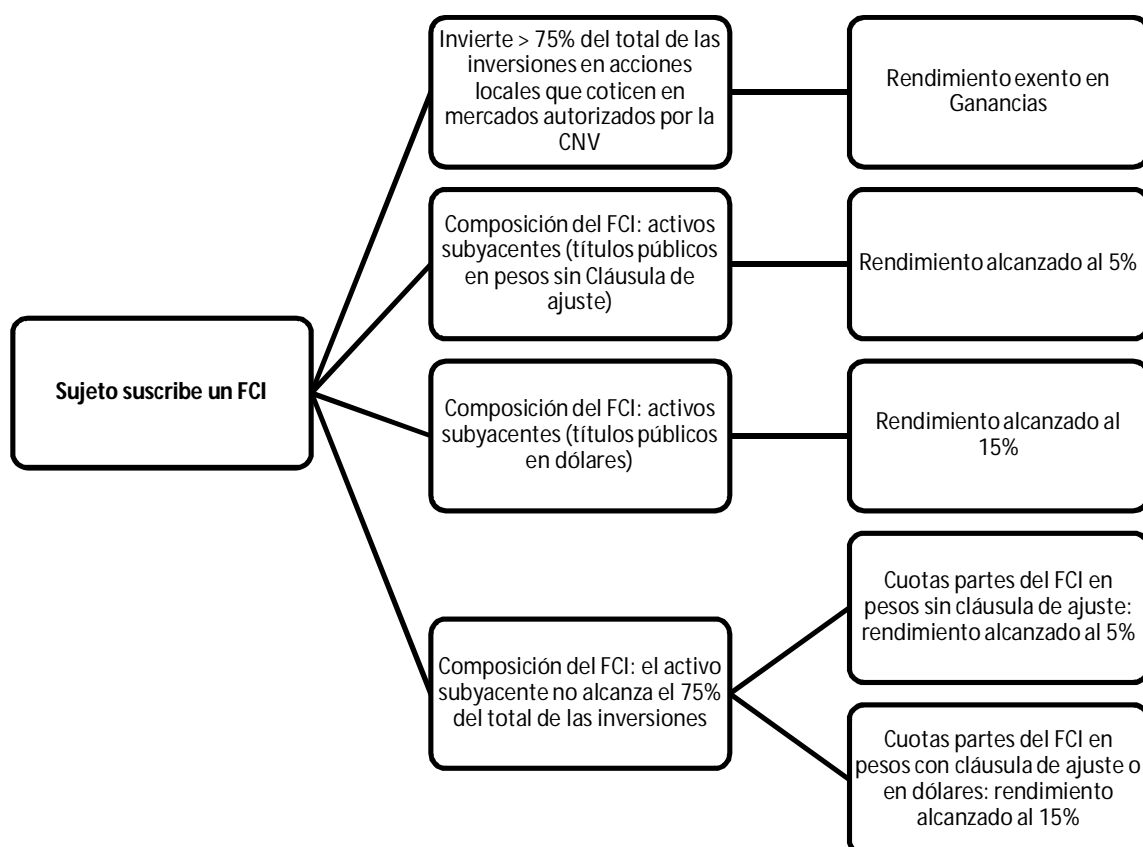 Invierte > 75% del total de las
inversiones en acciones
locales que coticen en
mercados autorizados por la
CNV
Rendimiento exento en
Ganancias
Composición del FCI: activos
subyacentes (títulos públicos
en pesos sin Cláusula de
ajuste)
Rendimiento alcanzado al 5%
Sujeto suscribe un FCI
Composición del FCI: activos
subyacentes (títulos públicos
en dólares)
Rendimiento alcanzado al
15%
Composición del FCI: el activo
subyacente no alcanza el 75%
del total de las inversiones
Cuotas partes del FCI en
pesos sin cláusula de ajuste:
rendimiento alcanzado al 5%
Cuotas partes del FCI en
pesos con cláusula de ajuste o
en dólares: rendimiento
alcanzado al 15%